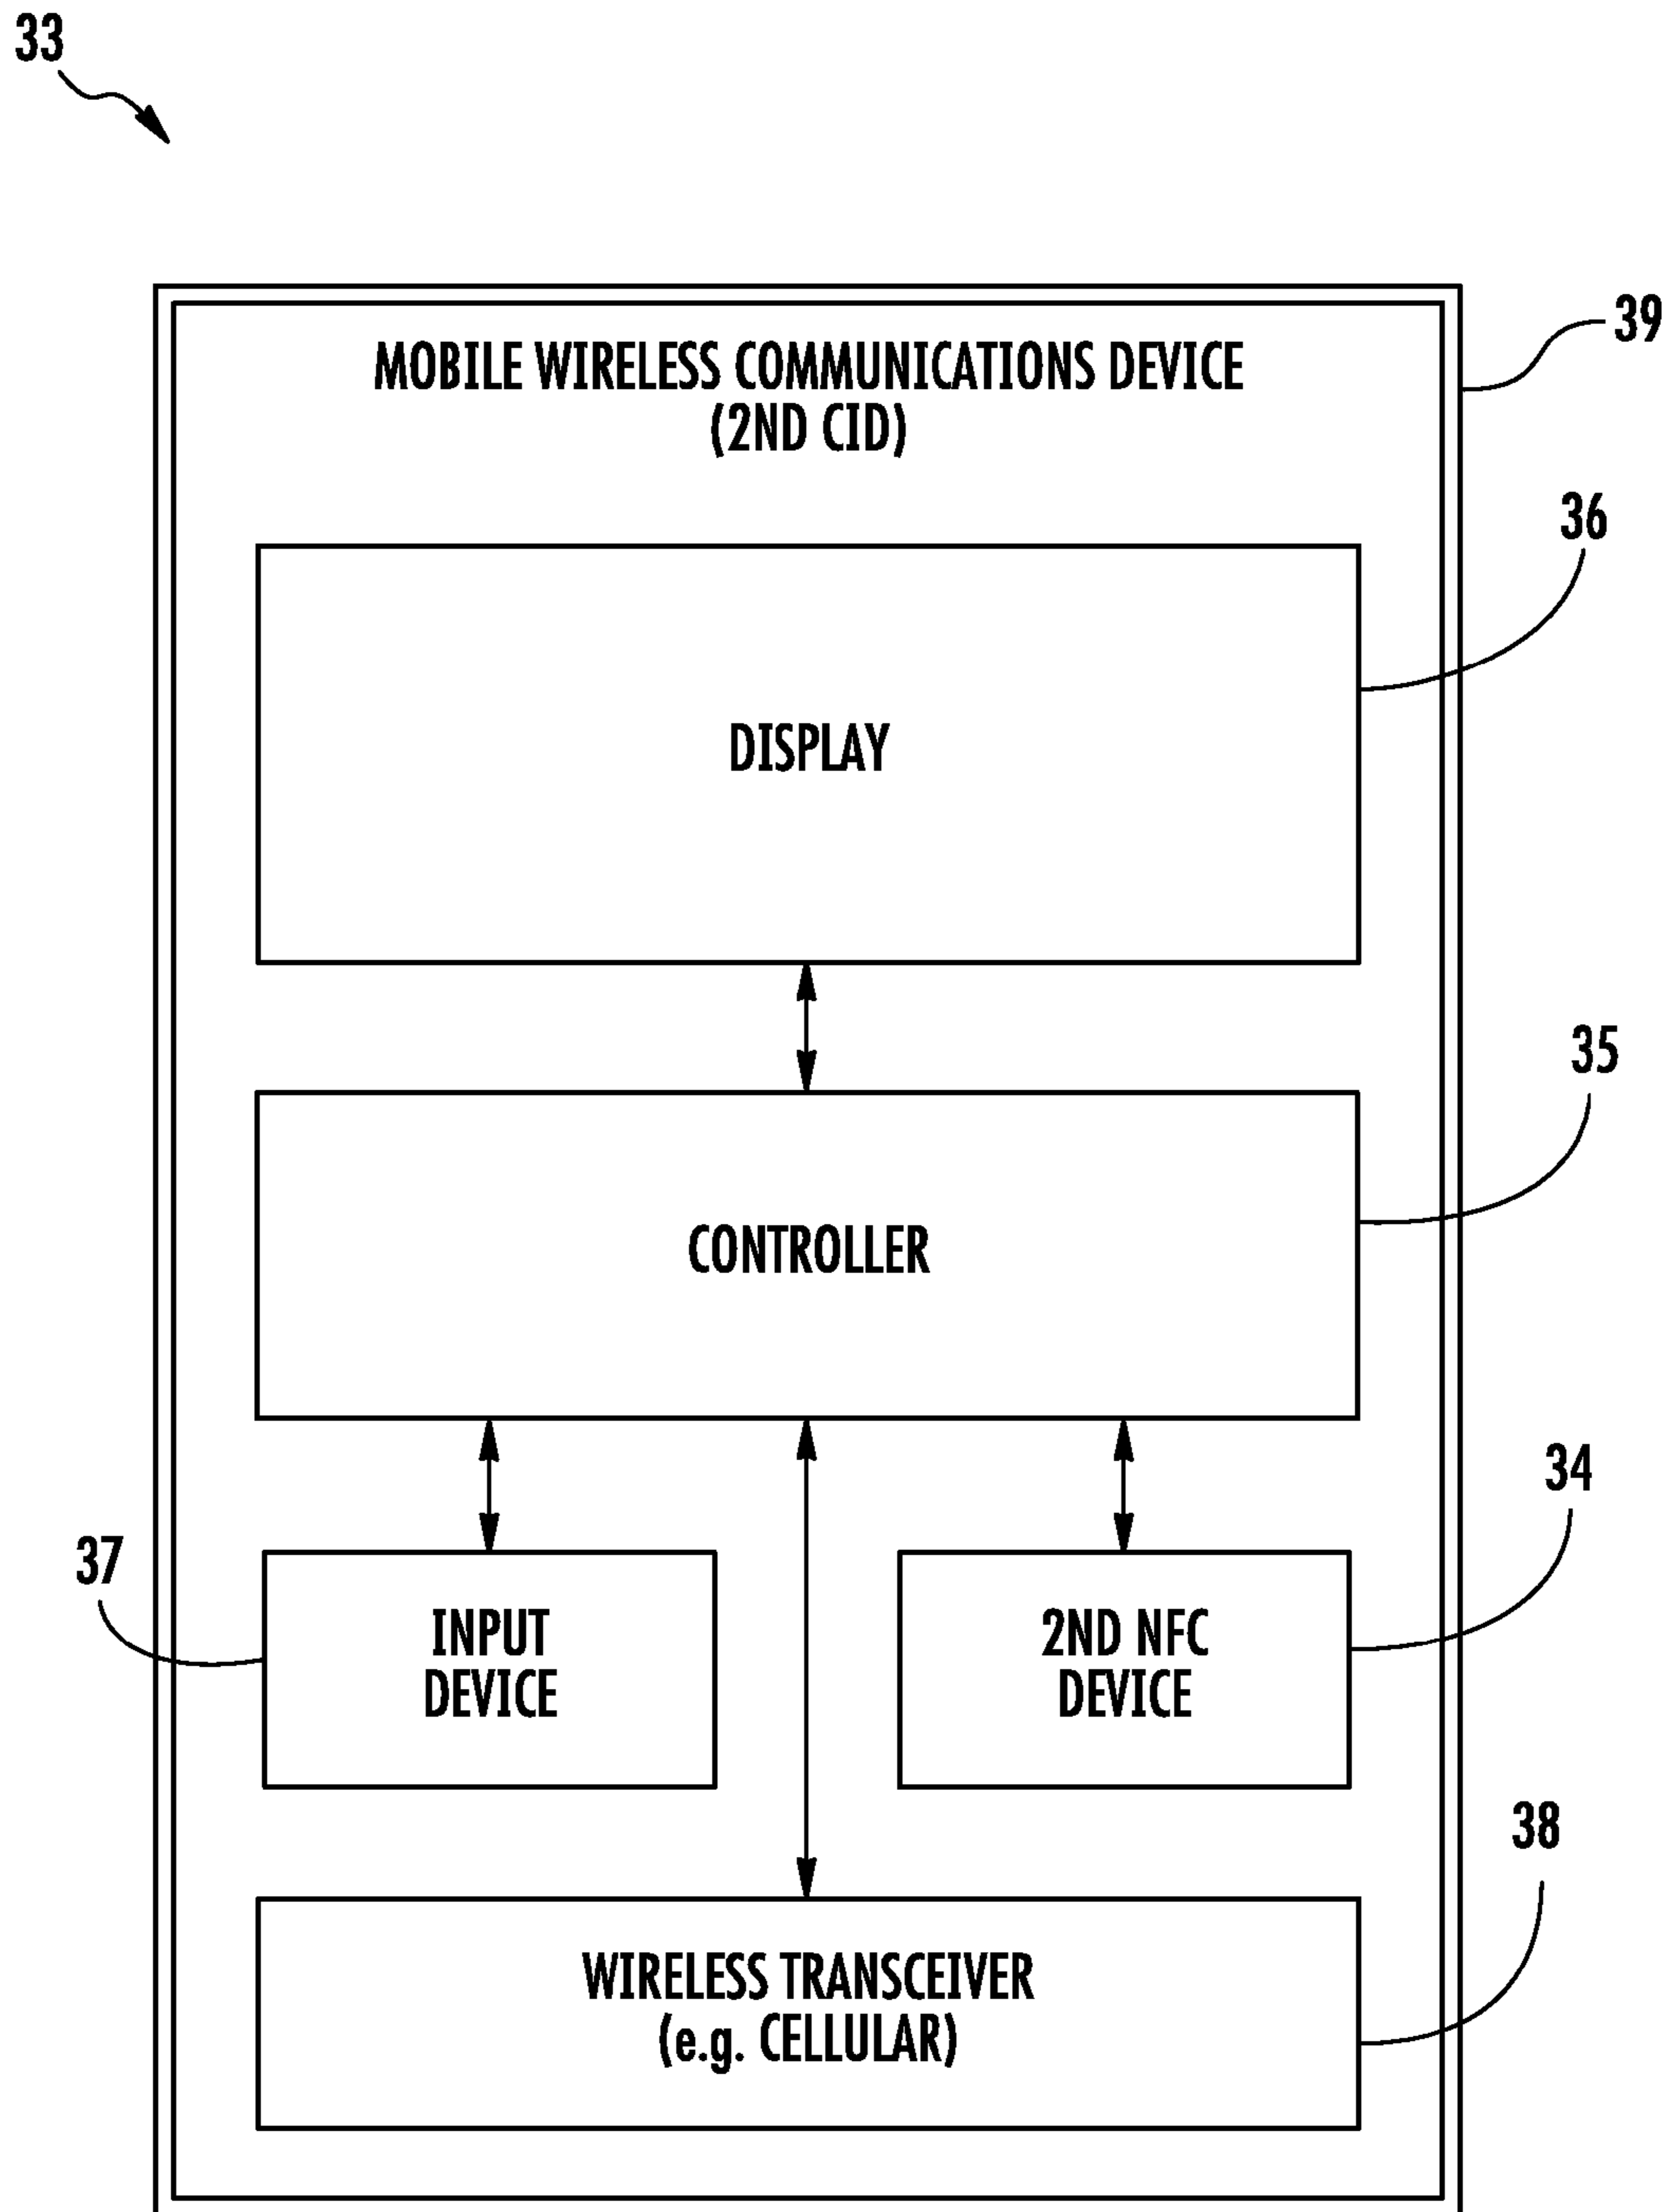 33
39
MOBILE WIRELESS COMMUNICATIONS DEVICE
(2ND CID)
36
DISPLAY
35
CONTROLLER
34
37
INPUT
DEVICE
2ND NFC
DEVICE
38
WIRELESS TRANSCEIVER
(e.g. CELLULAR)